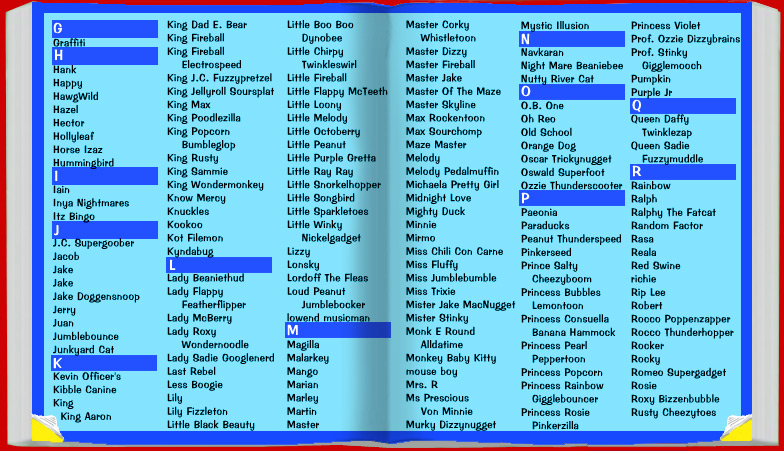 G
Graffiti
H
Hank
Happy
HawgWild
Hazel
Hector
Hollyleaf
Horse Izaz
Hummingbird
I
Iain
Inya Nightmares
Itz Bingo
J
J.C. Supergoober
Jacob
Jake
Jake
Jake Doggensnoop
Jerry
Juan
Jumblebounce
Junkyard Cat
K
Kevin Officer's
Kibble Canine
King
King Aaron
King Dad E. Bear
King Fireball
King Fireball
Electrospeed
King J.C. Fuzzypretzel
King Jellyroll Soursplat
King Max
King Poodlezilla
King Popcorn
Bumbleglop
King Rusty
King Sammie
King Wondermonkey
Know Mercy
Knuckles
Kookoo
Kot Filemon
Kyndabug
L
Lady Beaniethud
Lady Flappy
Featherflipper
Lady McBerry
Lady Roxy
Wondernoodle
Lady Sadie Googlenerd
Last Rebel
Less Boogie
Lily
Lily Fizzleton
Little Black Beauty
Little Boo Boo
Dynobee
Little Chirpy
Twinkleswirl
Little Fireball
Little Flappy McTeeth
Little Loony
Little Melody
Little Octoberry
Little Peanut
Little Purple Gretta
Little Ray Ray
Little Snorkelhopper
Little Songbird
Little Sparkletoes
Little Winky
Nickelgadget
Lizzy
Lonsky
Lordoff The Fleas
Loud Peanut
Jumblebocker
lowend musicman
M
Magilla
Malarkey
Mango
Marian
Marley
Martin
Master
Master Corky
Whistletoon
Master Dizzy
Master Fireball
Master Jake
Master Of The Maze
Master Skyline
Max Rockentoon
Max Sourchomp
Maze Master
Melody
Melody Pedalmuffin
Michaela Pretty Girl
Midnight Love
Mighty Duck
Minnie
Mirmo
Miss Chili Con Carne
Miss Fluffy
Miss Jumblebumble
Miss Trixie
Mister Jake MacNugget
Mister Stinky
Monk E Round
Alldatime
Monkey Baby Kitty
mouse boy
Mrs. R
Ms Prescious
Von Minnie
Murky Dizzynugget
Mystic Illusion
N
Navkaran
Night Mare Beaniebee
Nutty River Cat
O
O.B. One
Oh Reo
Old School
Orange Dog
Oscar Trickynugget
Oswald Superfoot
Ozzie Thunderscooter
P
Paeonia
Paraducks
Peanut Thunderspeed
Pinkerseed
Prince Salty
Cheezyboom
Princess Bubbles
Lemontoon
Princess Consuella
Banana Hammock
Princess Pearl
Peppertoon
Princess Popcorn
Princess Rainbow
Gigglebouncer
Princess Rosie
Pinkerzilla
Princess Violet
Prof. Ozzie Dizzybrains
Prof. Stinky
Gigglemooch
Pumpkin
Purple Jr
Q
Queen Daffy
Twinklezap
Queen Sadie
Fuzzymuddle
R
Rainbow
Ralph
Ralphy The Fatcat
Random Factor
Rasa
Reala
Red Swine
richie
Rip Lee
Robert
Rocco Poppenzapper
Rocco Thunderhopper
Rocker
Rocky
Romeo Supergadget
Rosie
Roxy Bizzenbubble
Rusty Cheezytoes